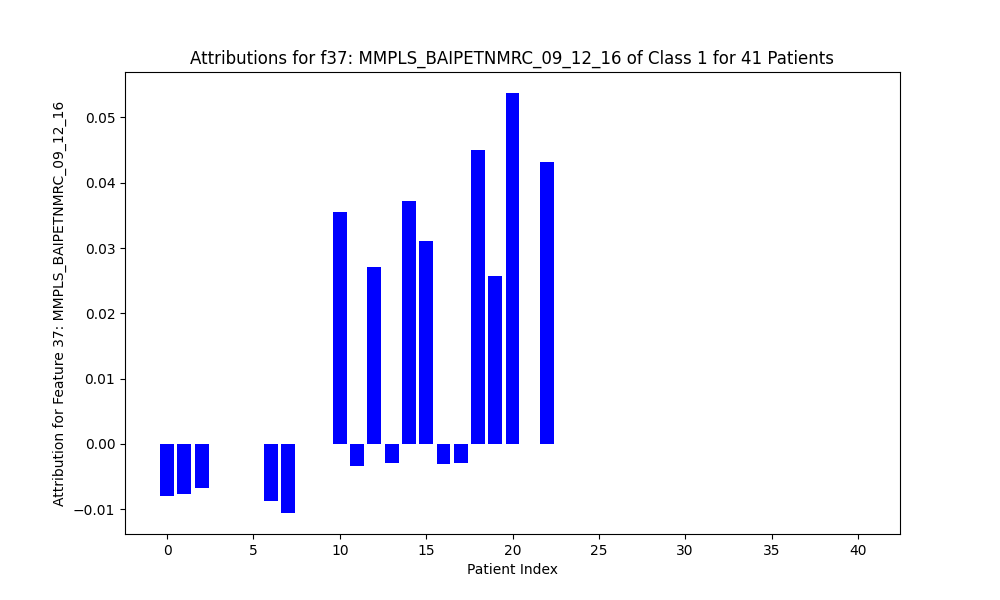 Attributions for f37: MMPLS_BAIPETNMRC_09_12_16 of Class 1 for 41 Patients
Attribution for Feature 37: MMPLS_BAIPETNMRC_09_12_16
0.05
0.04
0.03
0.02
0.01
0.00
−0.01
0 5 10 15 20 25 30 35 40
Patient Index